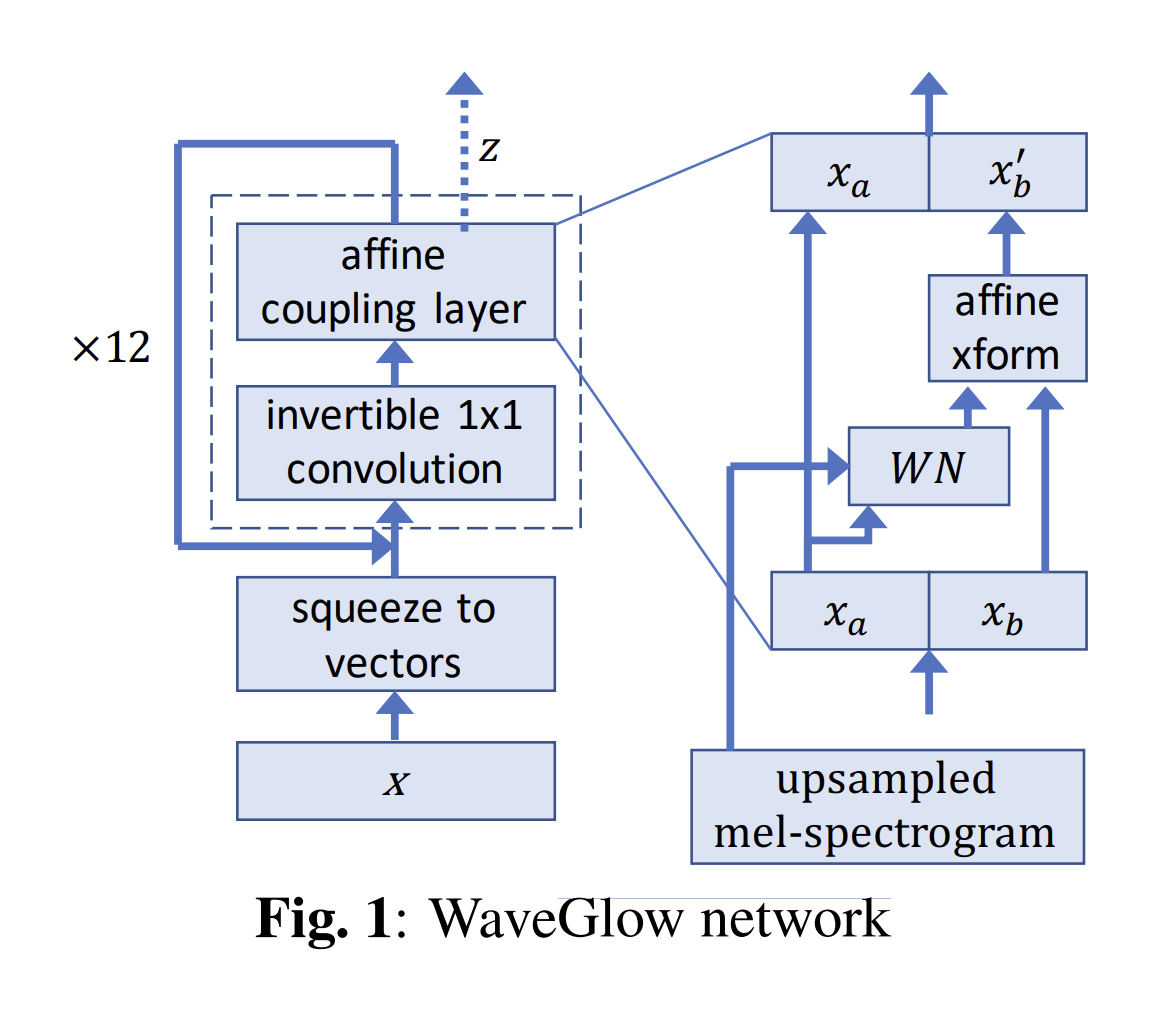 z
×12
affine
coupling layer
invertible 1x1
convolution
squeeze to
vectors
x
x_a
x_b′
affine
xform
WN
x_a
x_b
upsampled
mel-spectrogram
Fig. 1: WaveGlow network